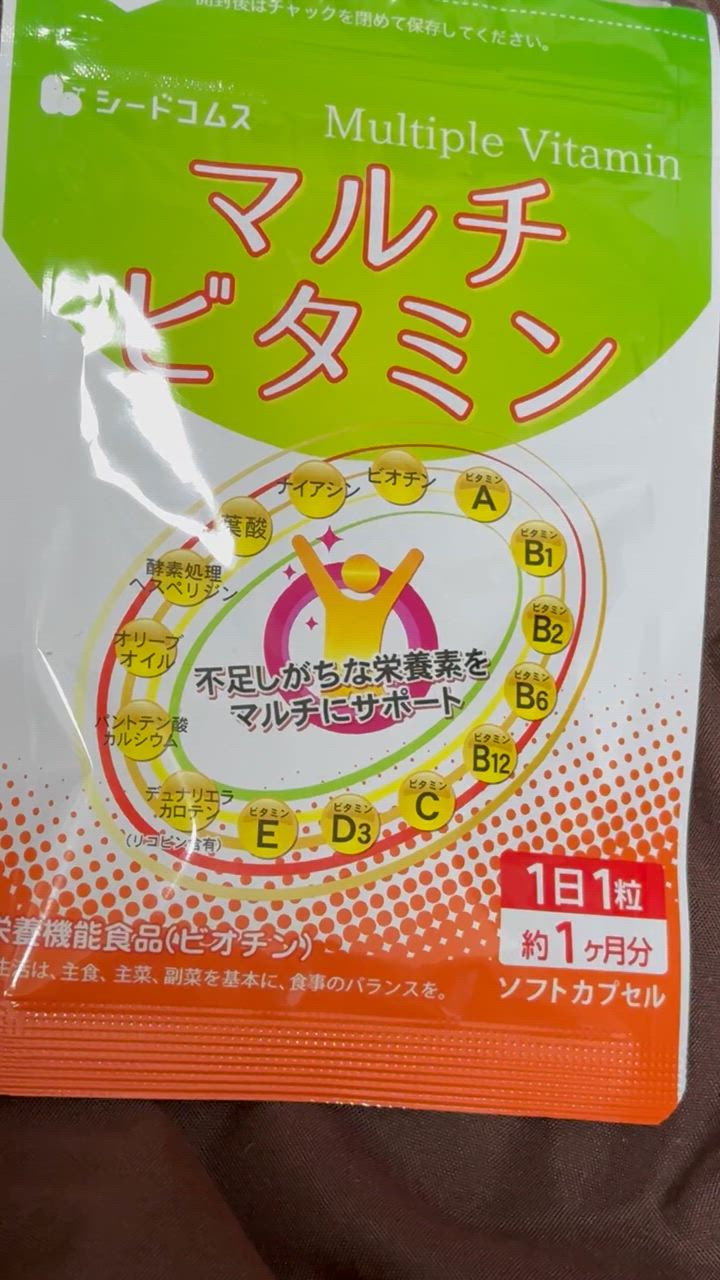 開封後はチャックを閉めて保存してください。
シードコムス
Multiple Vitamin
マルチ
ビタミン
ビオチン
ナイアシン
葉酸
酵素処理
ヘスペリジン
オリーブ
オイル
パントテン酸
カルシウム
デュナリエラ
カロテン
(リコピン含有)
ビタミン
A
ビタミン
B1
ビタミン
B2
ビタミン
B6
ビタミン
B12
ビタミン
C
ビタミン
D3
ビタミン
E
不足しがちな栄養素を
マルチにサポート
1日1粒
約1ヶ月分
ソフトカプセル
栄養機能食品(ビオチン)
生活は、主食、主菜、副菜を基本に、食事のバランスを。